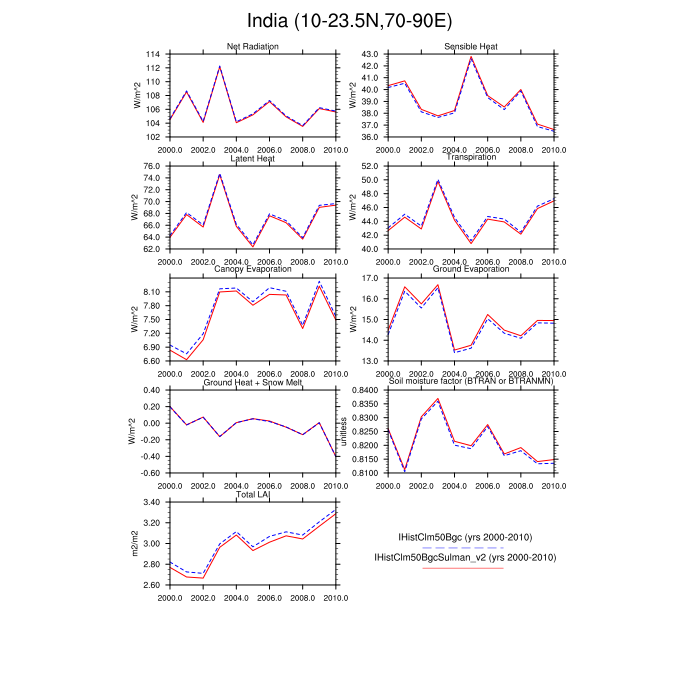 India (10-23.5N,70-90E)
Net Radiation
W/m^2
114
112
110
108
106
104
102
2000.0 2002.0 2004.0 2006.0 2008.0 2010.0
Sensible Heat
W/m^2
43.0
42.0
41.0
40.0
39.0
38.0
37.0
36.0
2000.0 2002.0 2004.0 2006.0 2008.0 2010.0
Latent Heat
W/m^2
76.0
74.0
72.0
70.0
68.0
66.0
64.0
62.0
2000.0 2002.0 2004.0 2006.0 2008.0 2010.0
Transpiration
W/m^2
52.0
50.0
48.0
46.0
44.0
42.0
40.0
2000.0 2002.0 2004.0 2006.0 2008.0 2010.0
Canopy Evaporation
W/m^2
8.10
7.80
7.50
7.20
6.90
6.60
2000.0 2002.0 2004.0 2006.0 2008.0 2010.0
Ground Evaporation
W/m^2
17.0
16.0
15.0
14.0
13.0
2000.0 2002.0 2004.0 2006.0 2008.0 2010.0
Ground Heat + Snow Melt
W/m^2
0.40
0.20
0.00
-0.20
-0.40
-0.60
2000.0 2002.0 2004.0 2006.0 2008.0 2010.0
Soil moisture factor (BTRAN or BTRANMN)
unitless
0.8400
0.8350
0.8300
0.8250
0.8200
0.8150
0.8100
2000.0 2002.0 2004.0 2006.0 2008.0 2010.0
Total LAI
m2/m2
3.40
3.20
3.00
2.80
2.60
2000.0 2002.0 2004.0 2006.0 2008.0 2010.0
IHistClm50Bgc (yrs 2000-2010)
IHistClm50BgcSulman_v2 (yrs 2000-2010)